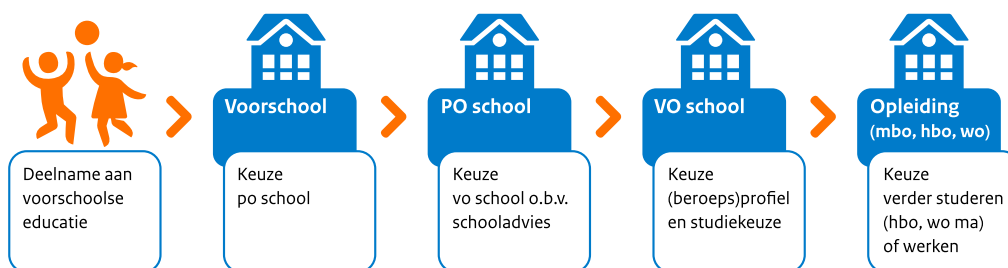 Deelname aan
voorschoolse
educatie
Voorschool
Keuze
po school
PO school
Keuze
vo school o.b.v.
schooladvies
VO school
Keuze
(beroeps)profiel
en studiekeuze
Opleiding
(mbo, hbo, wo)
Keuze
verder studeren
(hbo, wo ma)
of werken